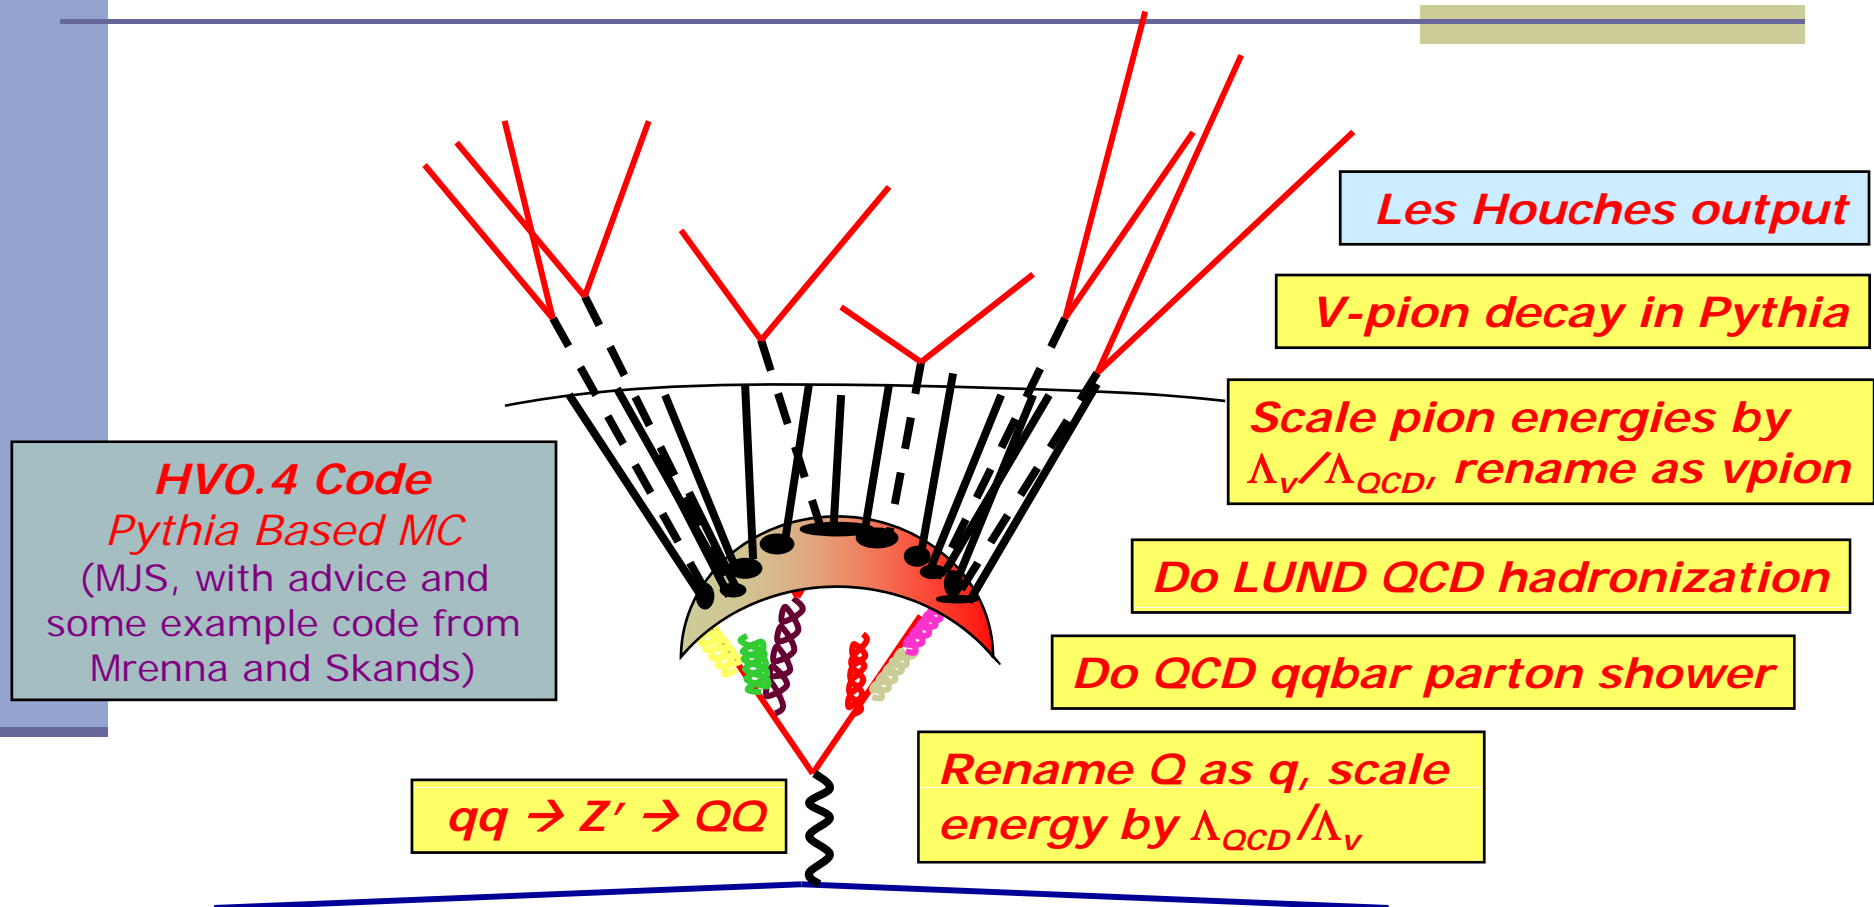 Les Houches output
V-pion decay in Pythia
Scale pion energies by
Λv/ΛQCD, rename as vpion
HV0.4 Code
Pythia Based MC
(MJS, with advice and
some example code from
Mrenna and Skands)
Do LUND QCD hadronization
Do QCD qqbar parton shower
Rename Q as q, scale
energy by ΛQCD/Λv
qq → Z' → QQ